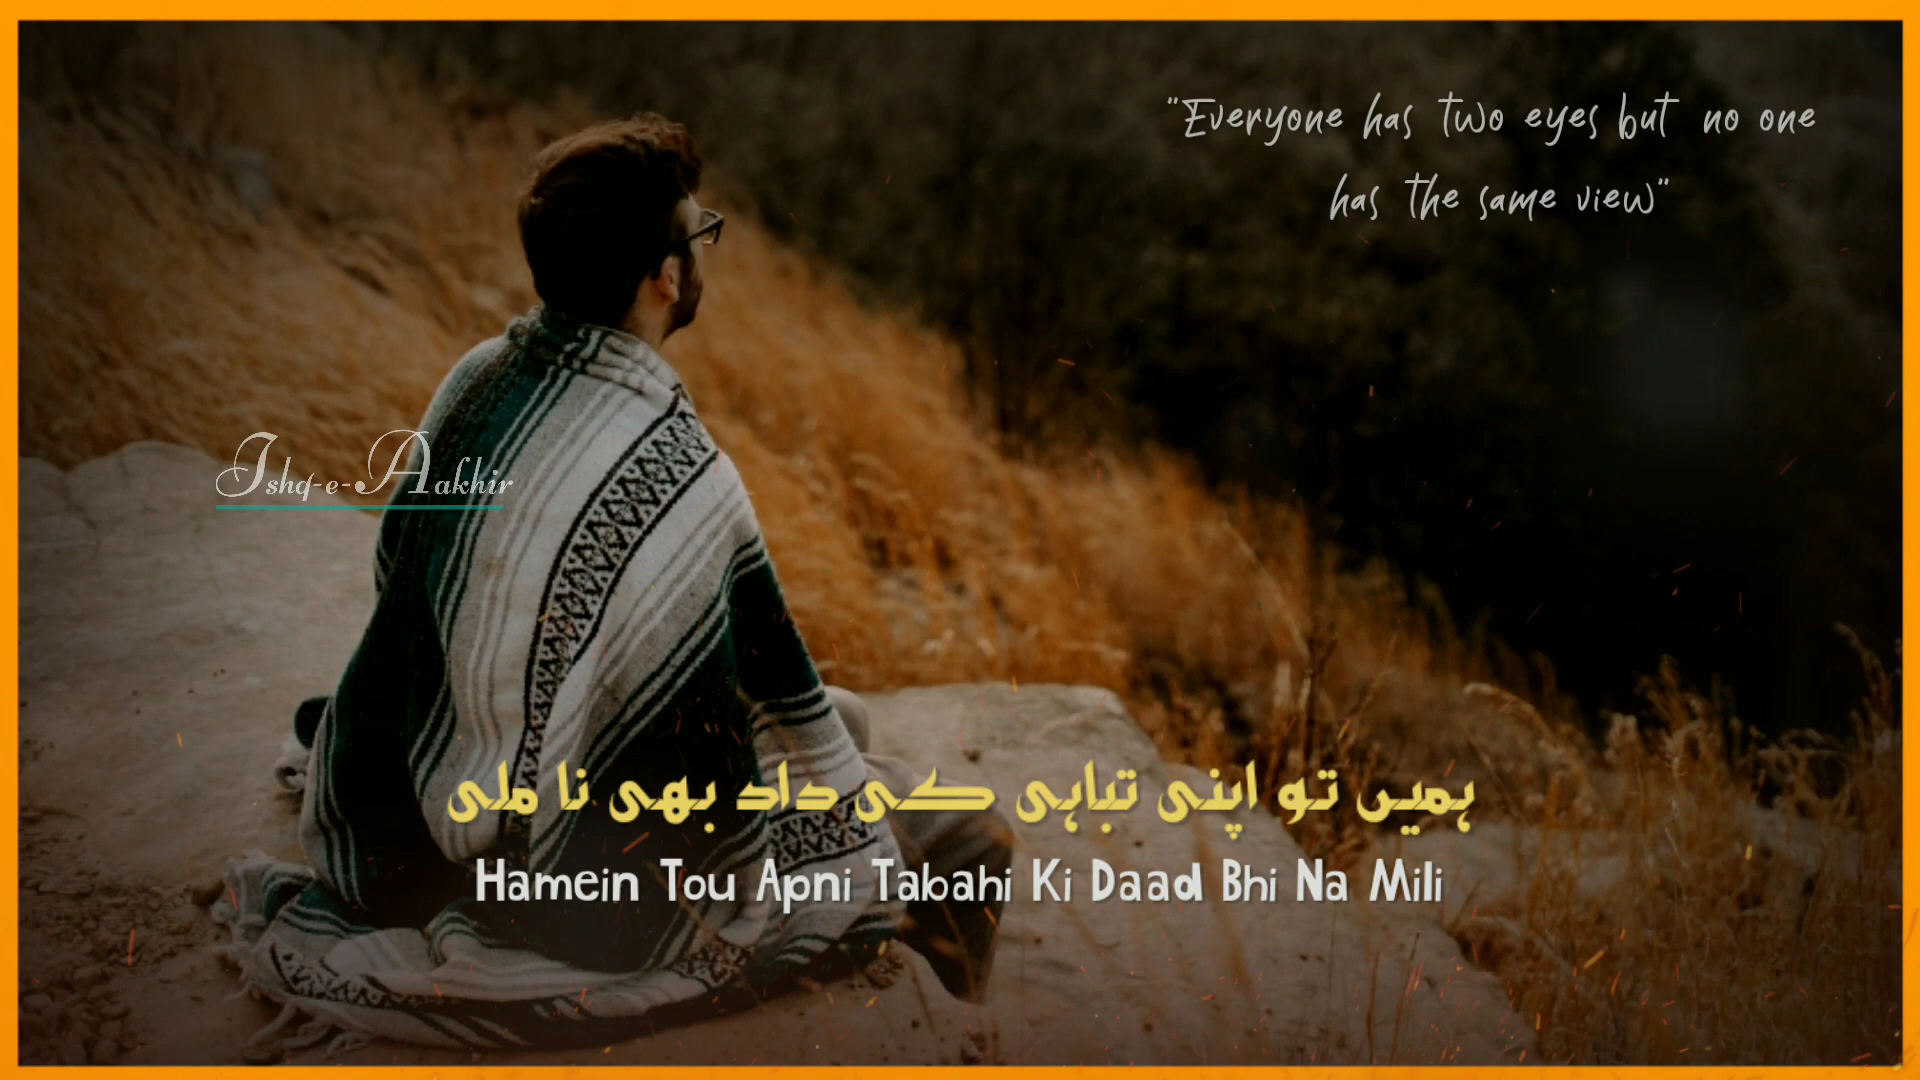 "Everyone has two eyes but no one
has the same view"
Ishq-e-Aakhir
ہمیں تو اپنی تباہی کی داد بھی نا ملی
Hamein Tou Apni Tabahi Ki Daad Bhi Na Mili